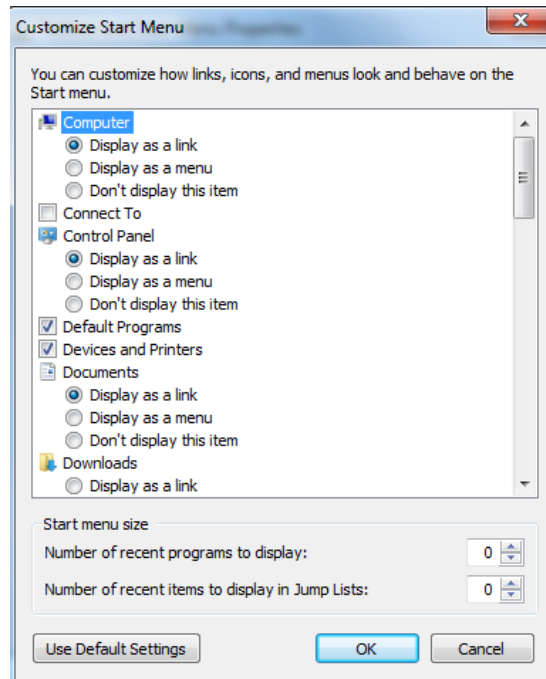 Customize Start Menu
You can customize how links, icons, and menus look and behave on the
Start menu.
Computer
Display as a link
Display as a menu
Don't display this item
Connect To
Control Panel
Display as a link
Display as a menu
Don't display this item
Default Programs
Devices and Printers
Documents
Display as a link
Display as a menu
Don't display this item
Downloads
Display as a link
Start menu size
Number of recent programs to display: 0
Number of recent items to display in Jump Lists: 0
Use Default Settings OK Cancel